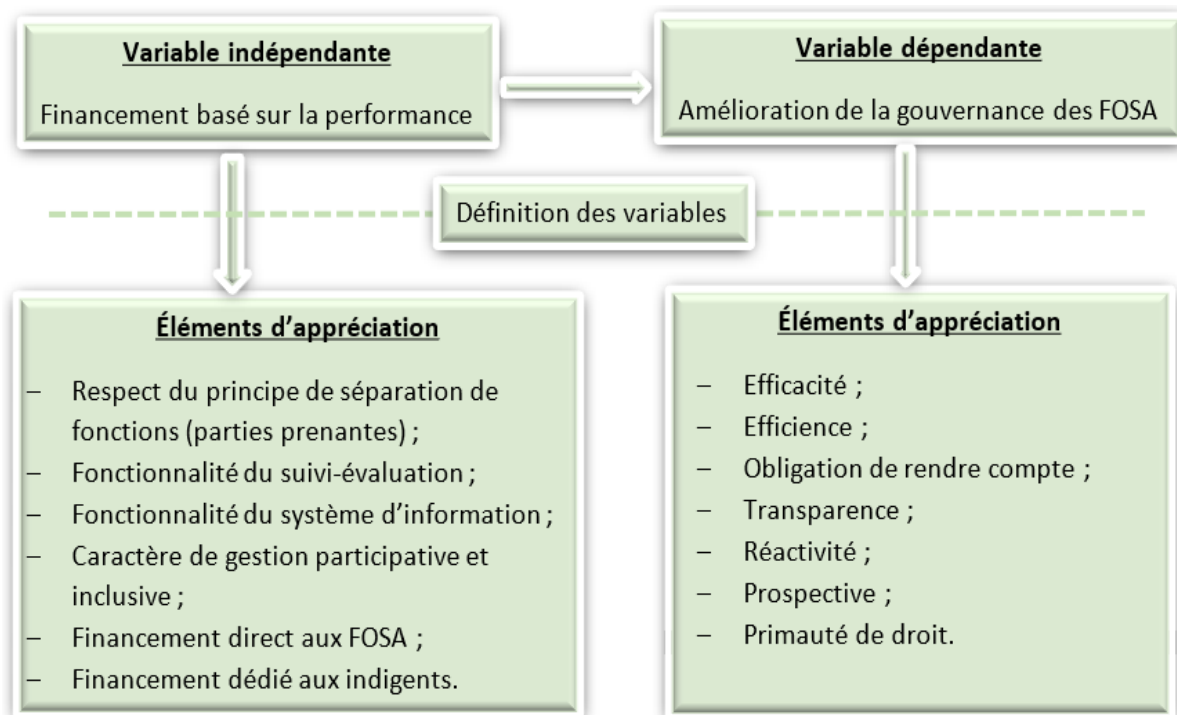 Variable indépendante
Financement basé sur la performance
Variable dépendante
Amélioration de la gouvernance des FOSA
Définition des variables
Éléments d’appréciation
– Respect du principe de séparation de
fonctions (parties prenantes) ;
– Fonctionnalité du suivi-évaluation ;
– Fonctionnalité du système d’information ;
– Caractère de gestion participative et
inclusive ;
– Financement direct aux FOSA ;
– Financement dédié aux indigents.
Éléments d’appréciation
– Efficacité ;
– Efficience ;
– Obligation de rendre compte ;
– Transparence ;
– Réactivité ;
– Prospective ;
– Primauté de droit.